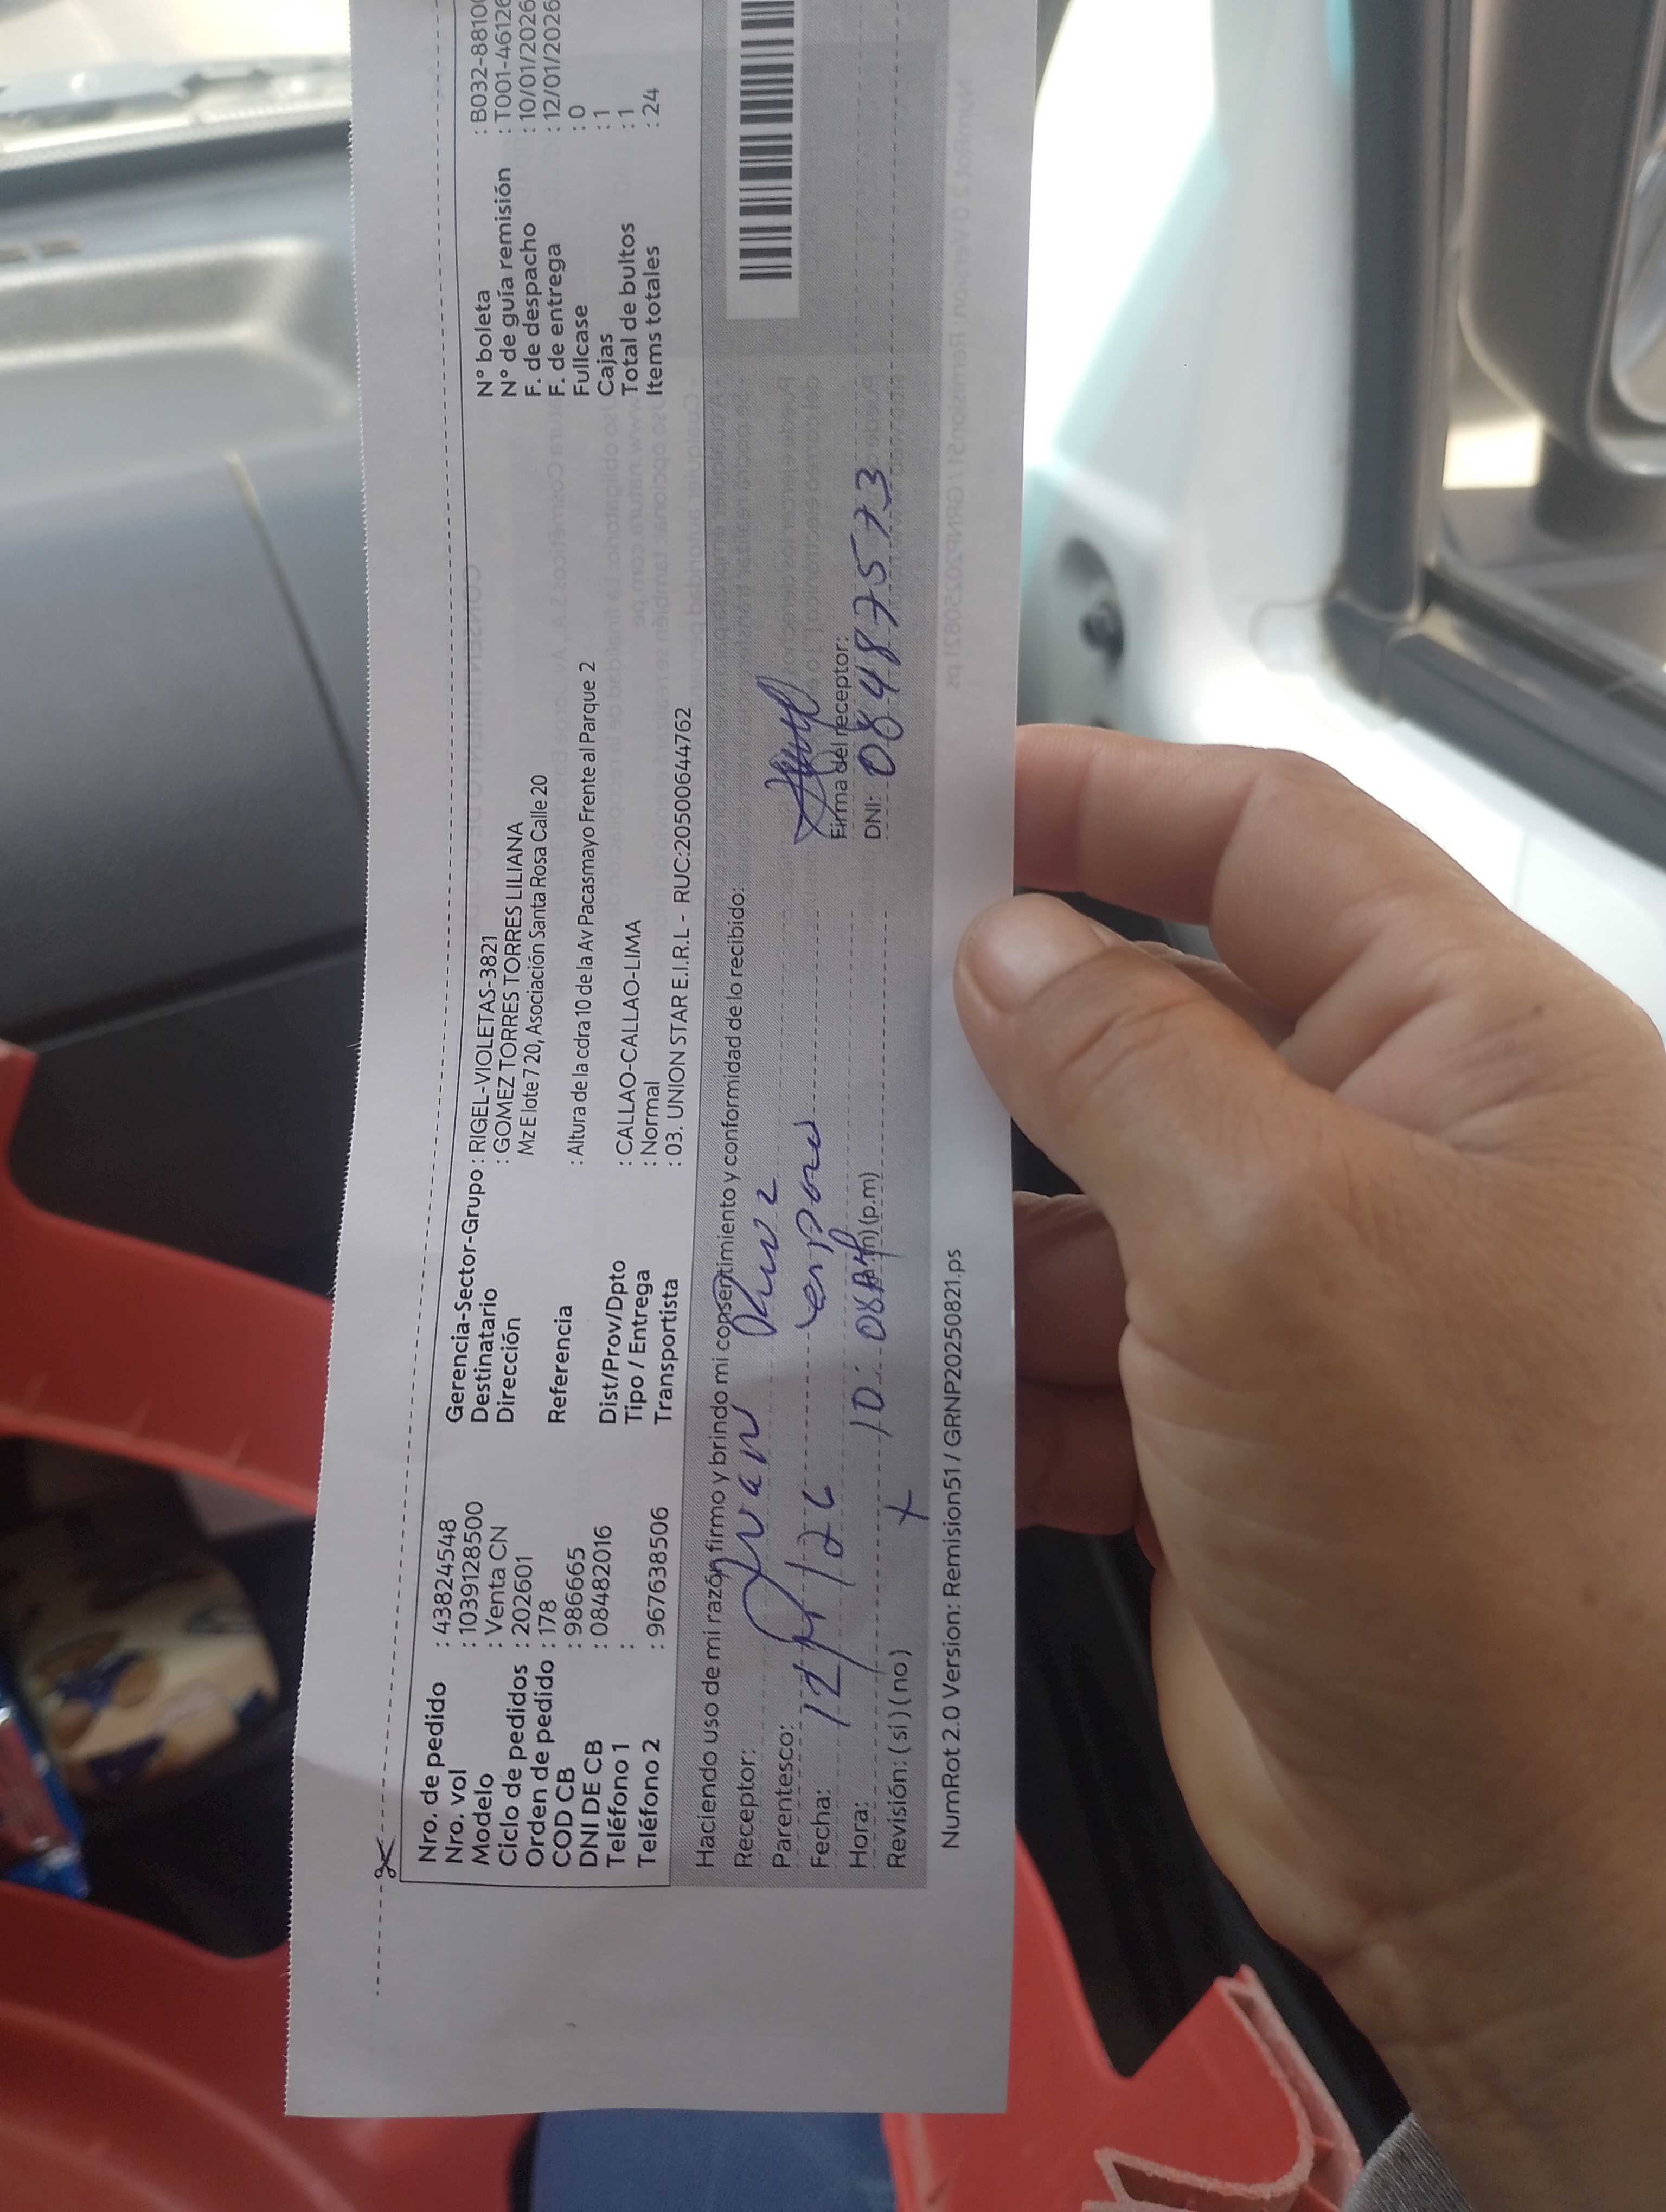 Nro. de pedido : 43824548
Nro. vol : 1039128500
Modelo : Venta CN
Ciclo de pedidos : 202601
Orden de pedido : 178
COD CB : 986665
DNI DE CB : 08482016
Teléfono 1 :
Teléfono 2 : 967638506
Gerencia-Sector-Grupo : RIGEL-VIOLETAS-3821
Destinatario : GOMEZ TORRES TORRES LILIANA
Dirección Mz E lote 7 20, Asociación Santa Rosa Calle 20
Referencia : Altura de la cdra 10 de la Av Pacasmayo Frente al Parque 2
Dist/Prov/Dpto : CALLAO-CALLAO-LIMA
Tipo / Entrega : Normal
Transportista : 03. UNION STAR E.I.R.L - RUC:20500644762
N° boleta : B032-8810
N° de guía remisión : T001-46126
F. de despacho : 10/01/2026
F. de entrega : 12/01/2026
Fullcase : 0
Cajas : 1
Total de bultos : 1
Items totales : 24
Haciendo uso de mi razón firmo y brindo mi consentimiento y conformidad de lo recibido:
Receptor: Juan
Parentesco:
Fecha: 12/1/26
Hora: 10:08 (a.m)(p.m)
Revisión: (si) (no) x
Firma del receptor:
DNI: 08487573
NumRot 2.0 Version: Remision51 / GRNP20250821.ps